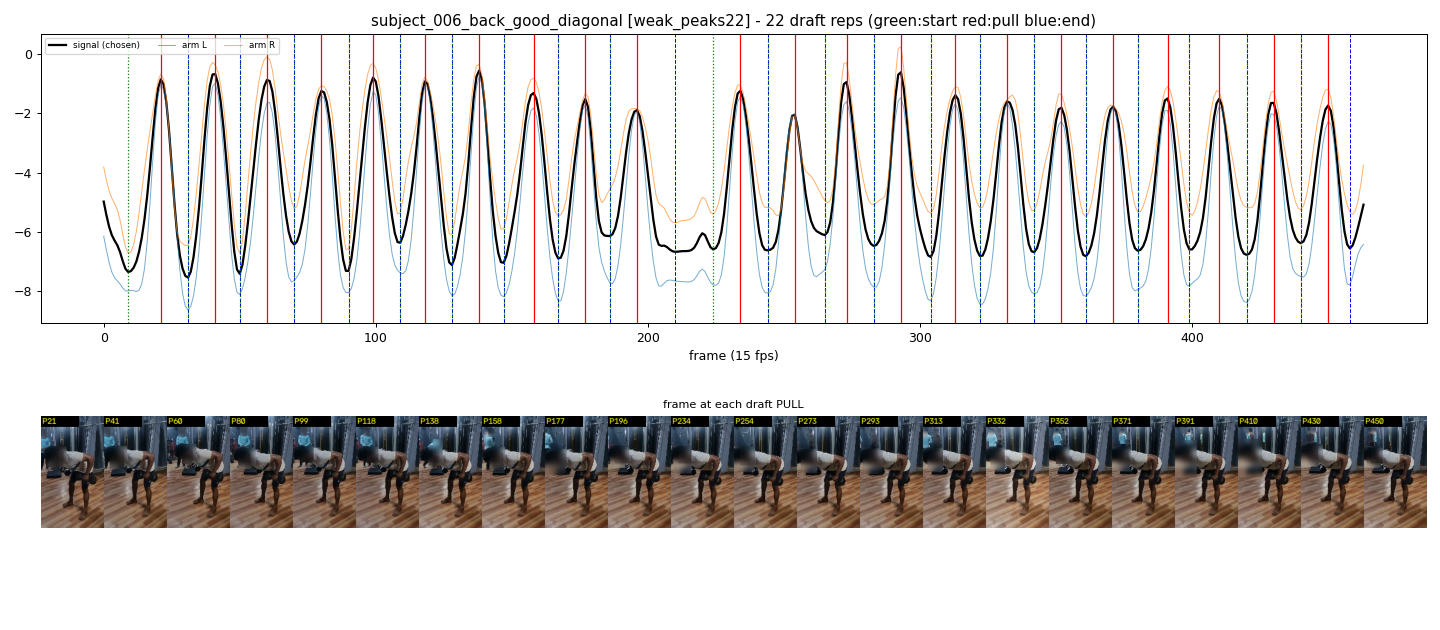 subject_006_back_good_diagonal [weak_peaks22] - 22 draft reps (green:start red:pull blue:end)
signal (chosen) arm L arm R
0
−2
−4
−6
−8
0 100 200 300 400
frame (15 fps)
frame at each draft PULL
P21 P41 P60 P80 P99 P118 P138 P158 P177 P196 P234 P254 P273 P293 P313 P332 P352 P371 P391 P410 P430 P450